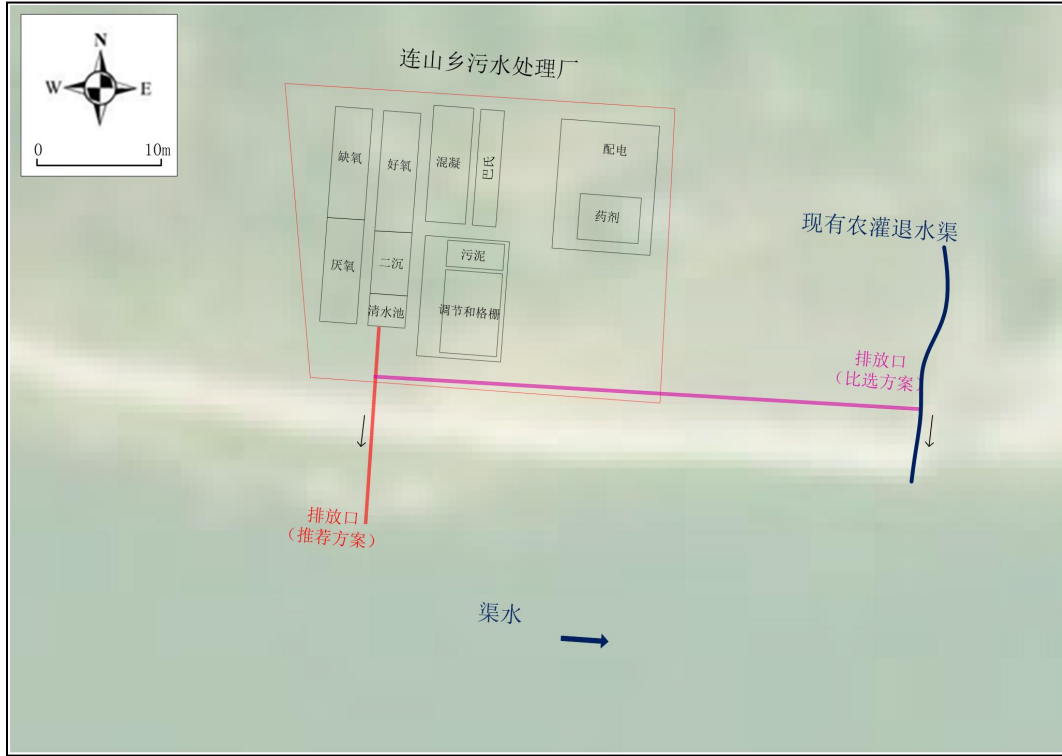 N
W
E
0 10m
连山乡污水处理厂
缺氧
好氧
混凝
巴氏
配电
药剂
厌氧
二沉
污泥
清水池
调节和格栅
现有农灌退水渠
排放口
（比选方案）
排放口
（推荐方案）
渠水